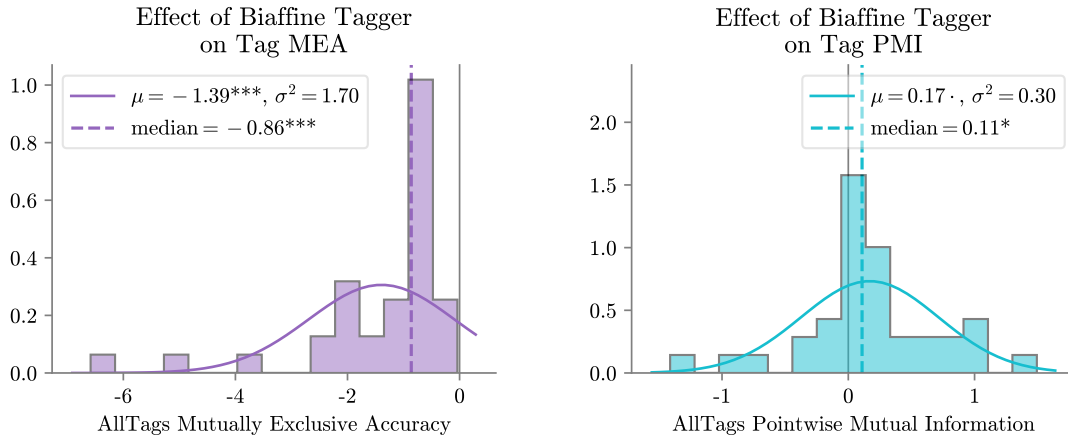 Effect of Biaffine Tagger
on Tag MEA
μ = − 1.39***, σ² = 1.70
median = − 0.86***
1.0
0.8
0.6
0.4
0.2
0.0
-6 -4 -2 0
AllTags Mutually Exclusive Accuracy
Effect of Biaffine Tagger
on Tag PMI
μ = 0.17 · , σ² = 0.30
median = 0.11*
2.0
1.5
1.0
0.5
0.0
-1 0 1
AllTags Pointwise Mutual Information